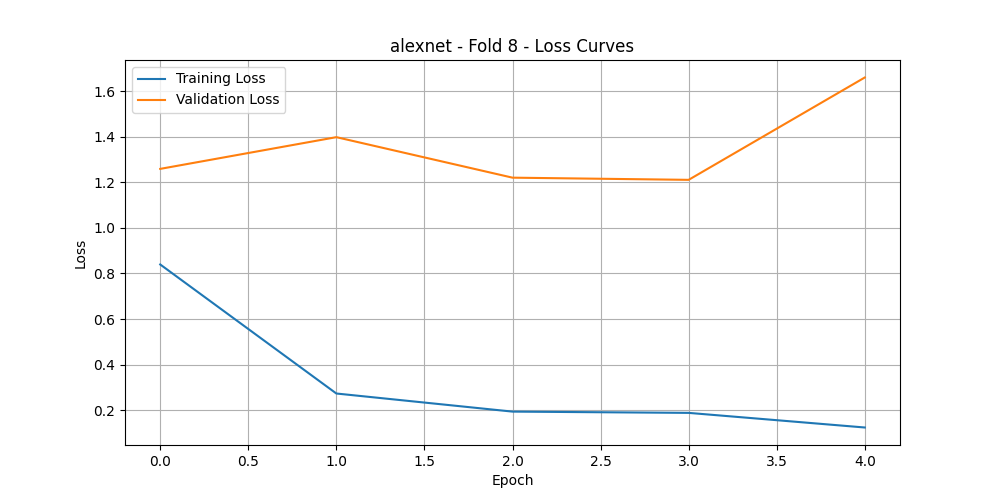 alexnet - Fold 8 - Loss Curves
Training Loss
Validation Loss
1.6
1.4
1.2
1.0
0.8
0.6
0.4
0.2
Loss
0.0 0.5 1.0 1.5 2.0 2.5 3.0 3.5 4.0
Epoch